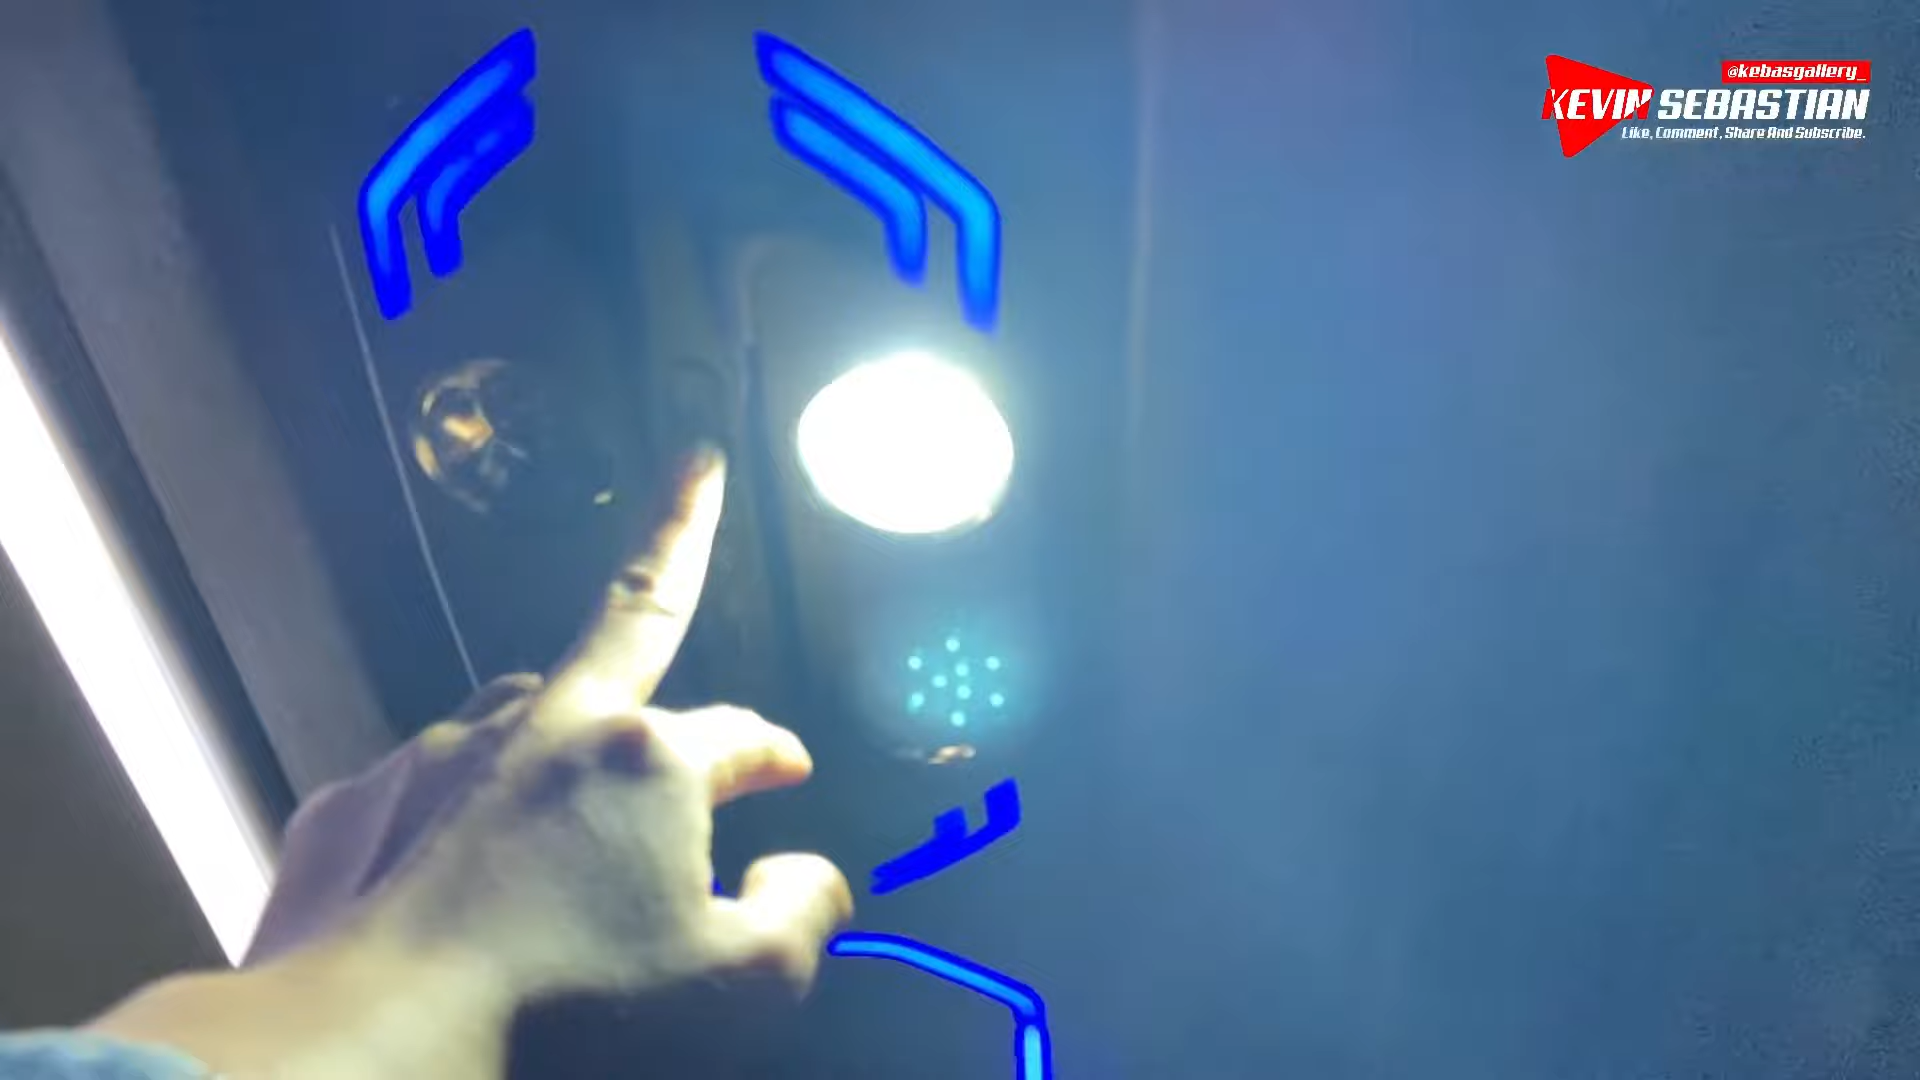 @kebasgallery_
KEVIN SEBASTIAN
Like, Comment, Share And Subscribe.